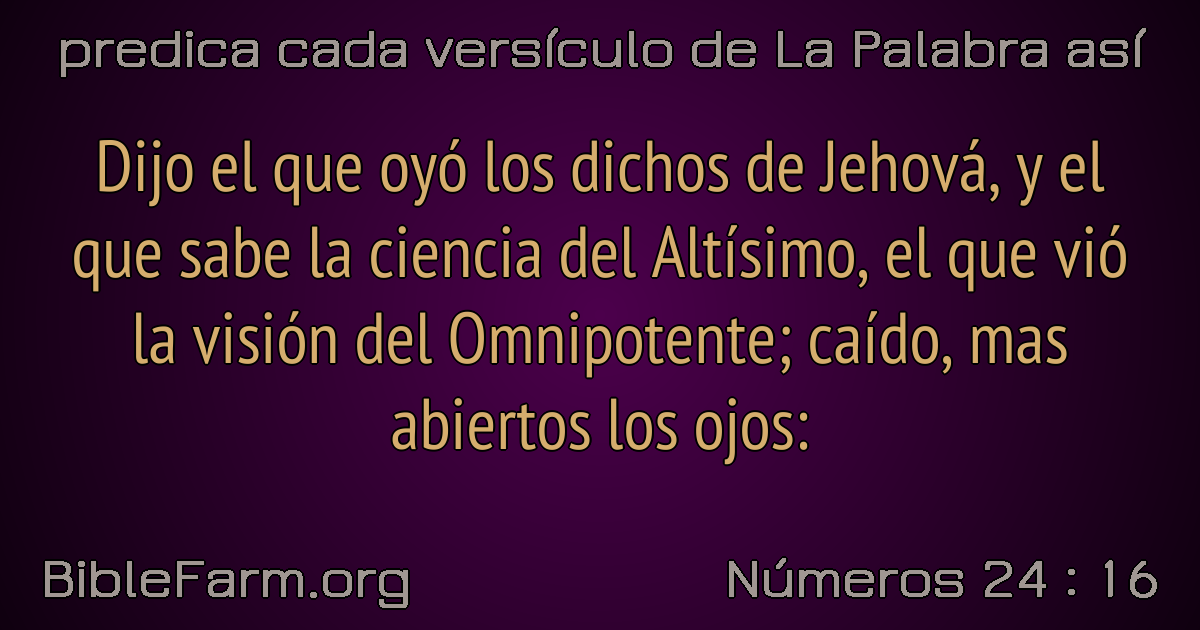 predica cada versículo de La Palabra así
Dijo el que oyó los dichos de Jehová, y el
que sabe la ciencia del Altísimo, el que vió
la visión del Omnipotente; caído, mas
abiertos los ojos:
BibleFarm.org
Números 24 : 16